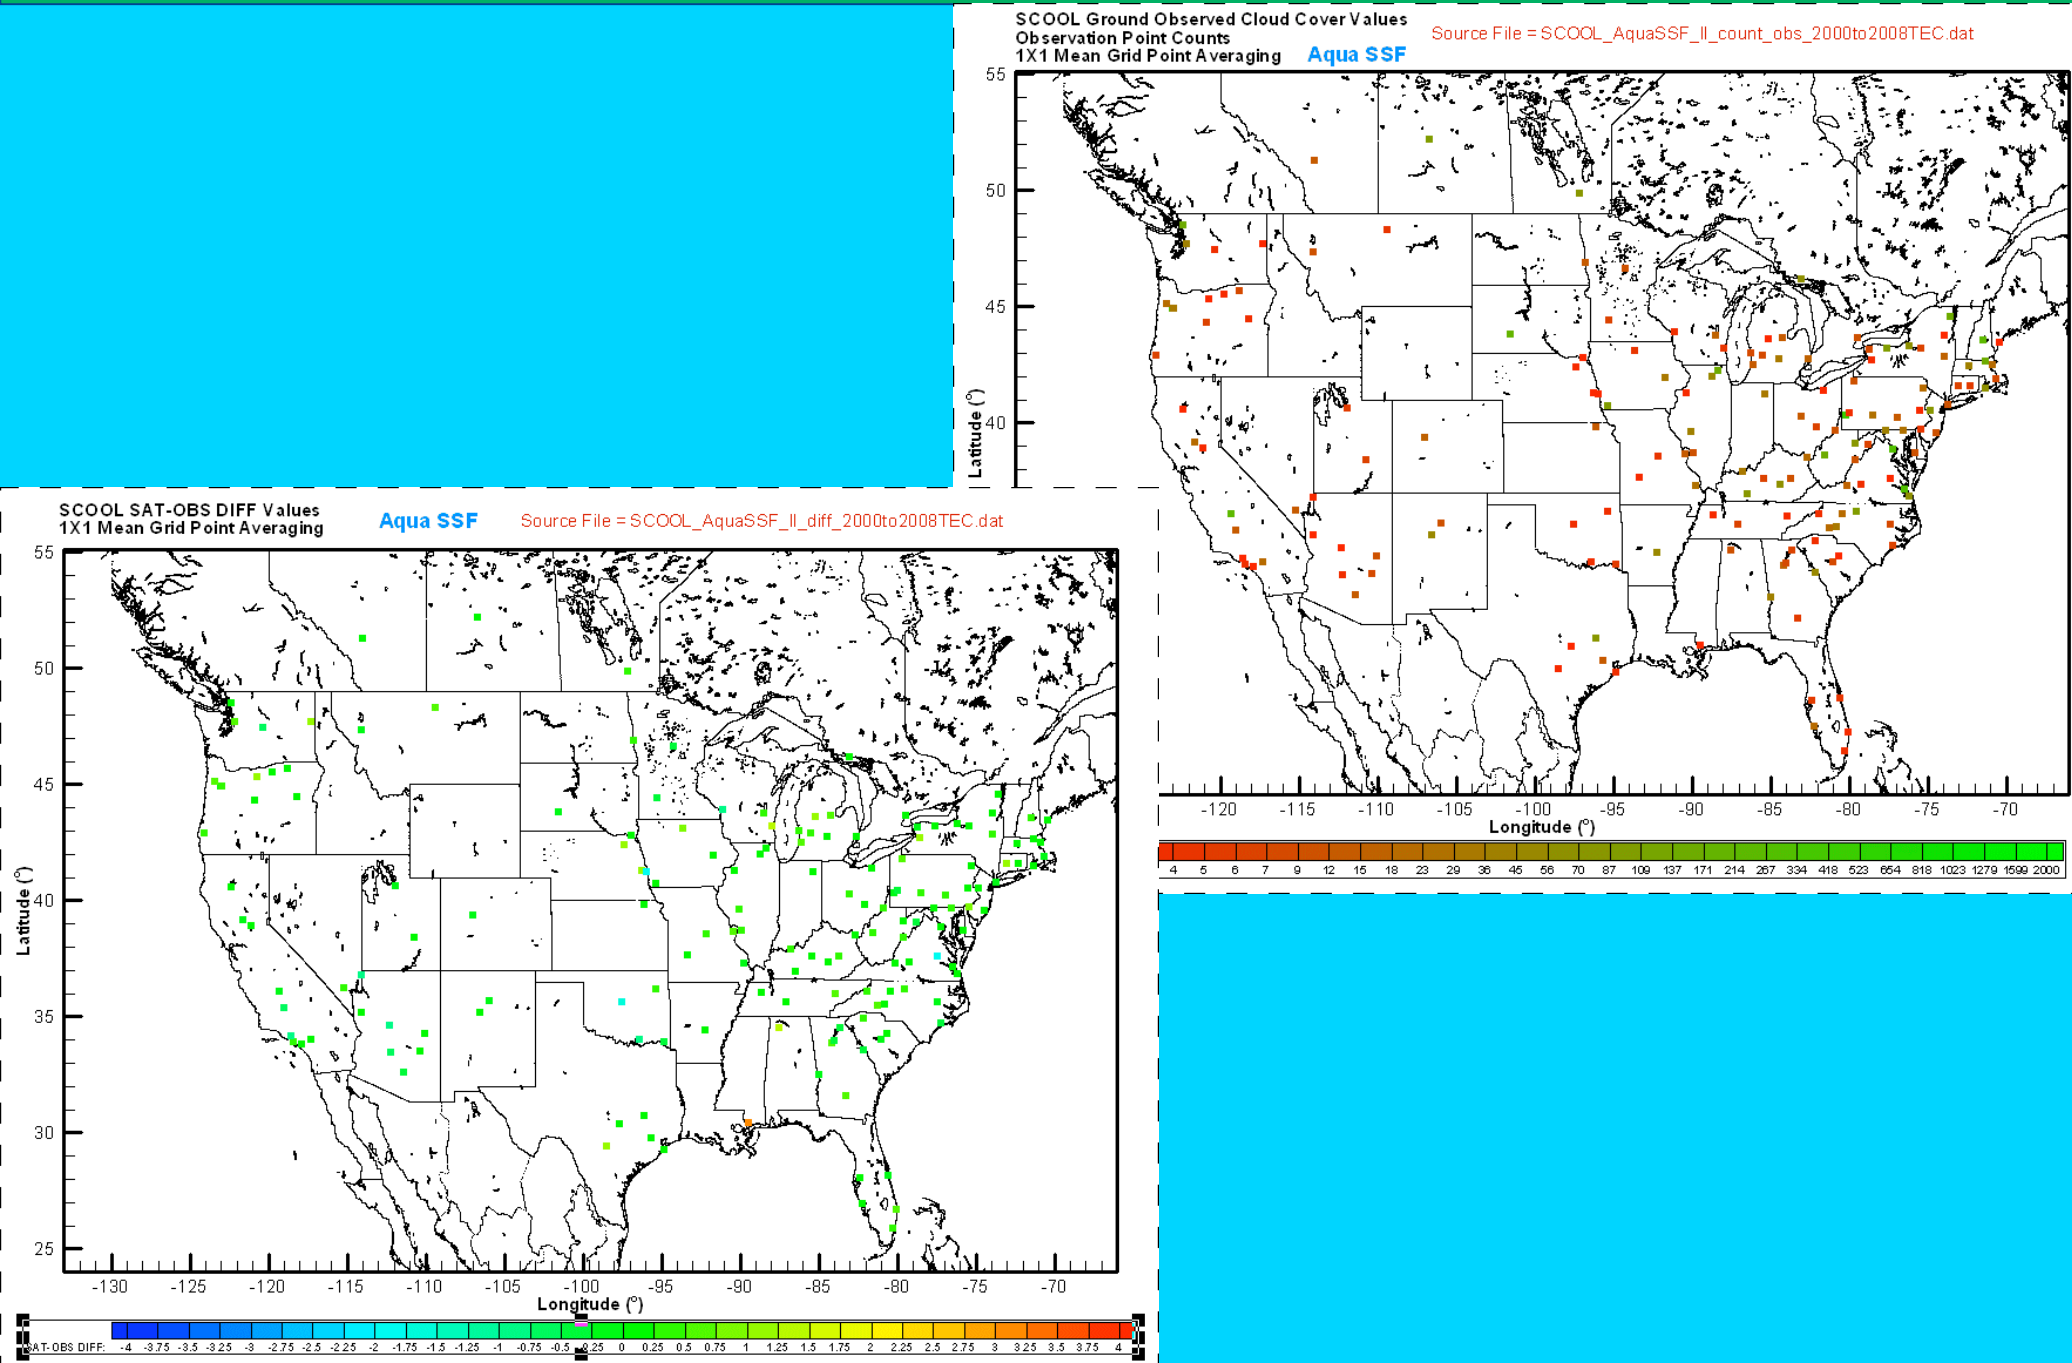 SCOOL Ground Observed Cloud Cover Values
Observation Point Counts
1X1 Mean Grid Point Averaging Aqua SSF Source File = SCOOL_AquaSSF_II_count_obs_2000to2008TEC.dat
55
50
45
40
Latitude (°)
-120 -115 -110 -105 -100 -95 -90 -85 -80 -75 -70
Longitude (°)
4 5 6 7 9 12 15 18 23 29 36 45 56 70 87 109 137 171 214 267 334 418 523 654 818 1023 1279 1599 2000
SCOOL SAT-OBS DIFF Values
1X1 Mean Grid Point Averaging Aqua SSF Source File = SCOOL_AquaSSF_II_diff_2000to2008TEC.dat
55
50
45
40
35
30
25
Latitude (°)
-130 -125 -120 -115 -110 -105 -100 -95 -90 -85 -80 -75 -70
Longitude (°)
SAT-OBS DIFF: -4 -3.75 -3.5 -3.25 -3 -2.75 -2.5 -2.25 -2 -1.75 -1.5 -1.25 -1 -0.75 -0.5 -0.25 0 0.25 0.5 0.75 1 1.25 1.5 1.75 2 2.25 2.5 2.75 3 3.25 3.5 3.75 4